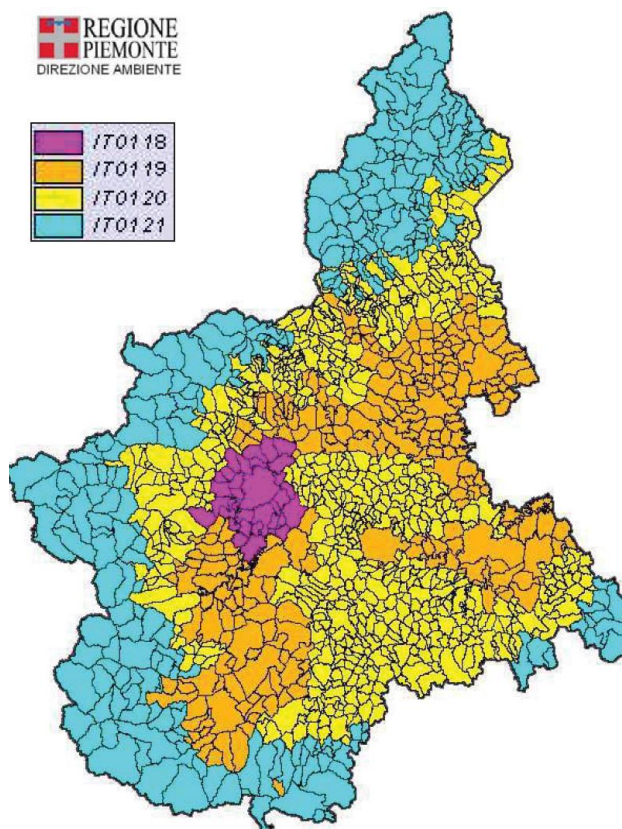 REGIONE
PIEMONTE
DIREZIONE AMBIENTE
IT0118
IT0119
IT0120
IT0121